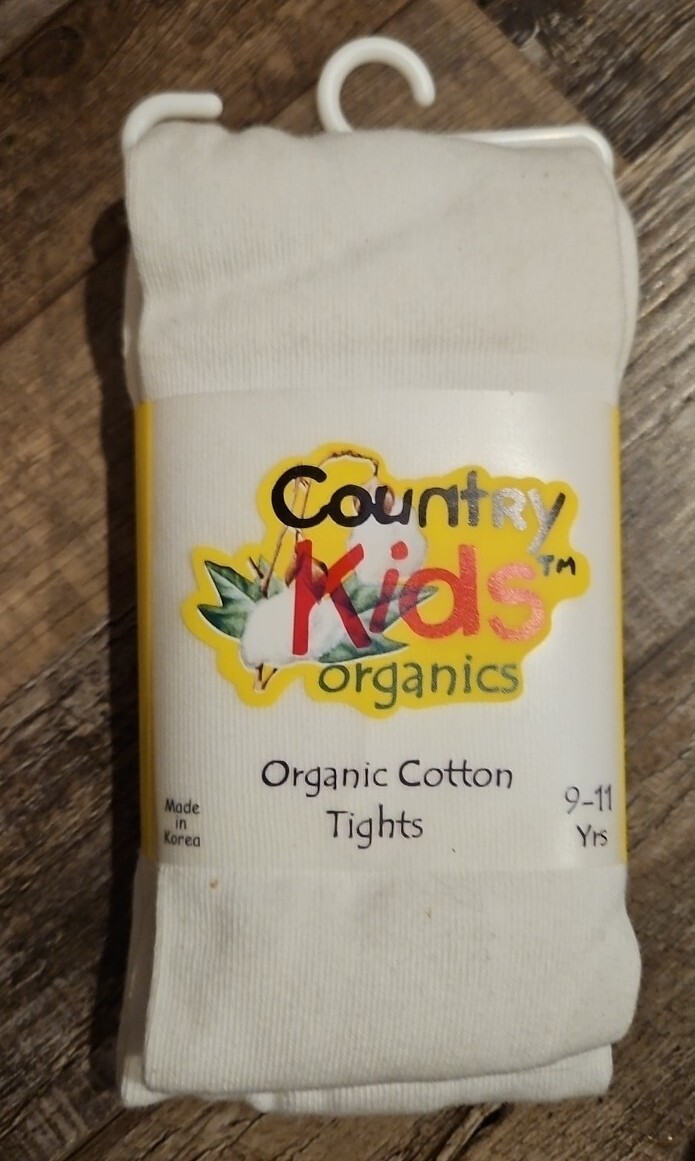 Country
Kids™
organics
Organic Cotton
Tights
Made
in
Korea
9-11
Yrs